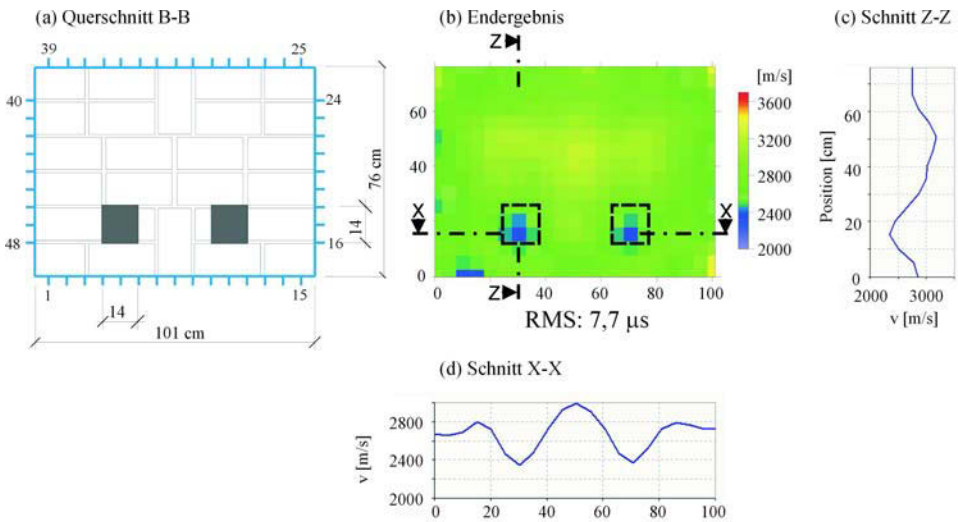 (a) Querschnitt B-B
39
25
40
24
48
16
1
15
14
101 cm
76 cm
14
(b) Endergebnis
Z
Z
X
X
60
40
20
0
0
40
60
80
100
RMS: 7,7 µs
[m/s]
3600
3200
2800
2400
2000
(c) Schnitt Z-Z
Position [cm]
60
40
20
0
2000
3000
v [m/s]
(d) Schnitt X-X
v [m/s]
2800
2400
2000
0
20
40
60
80
100